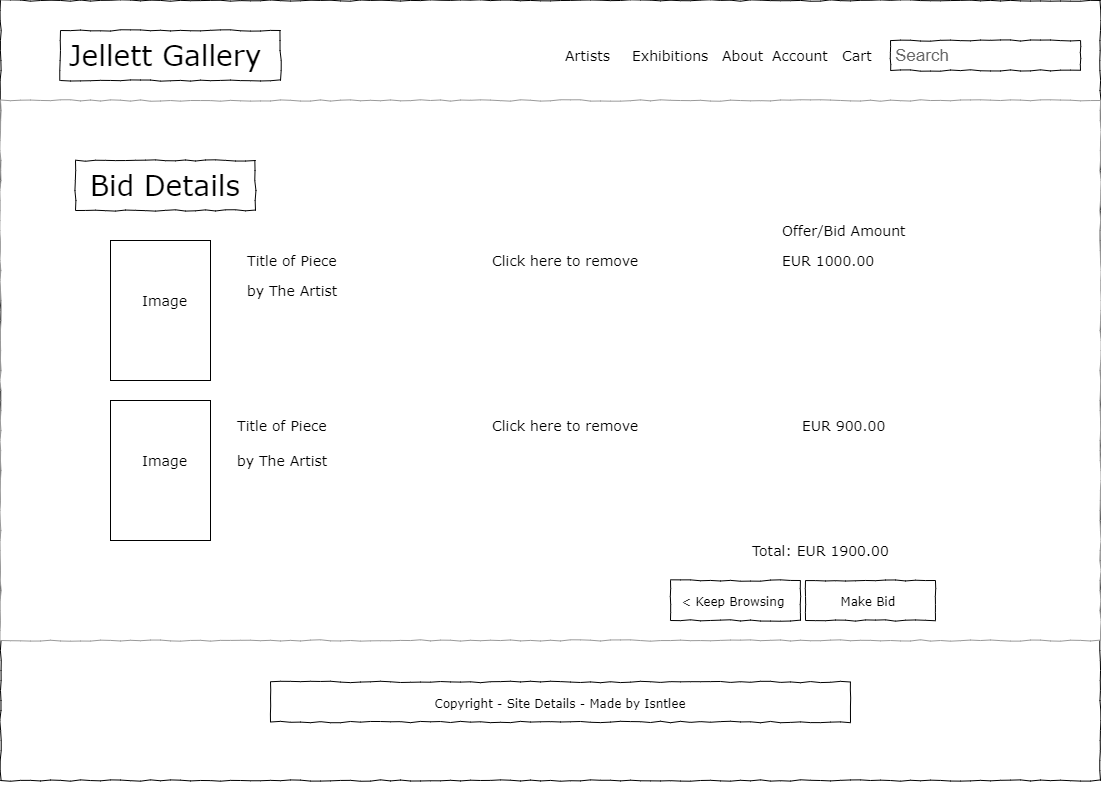 Jellett Gallery
Artists Exhibitions About Account Cart Search
Bid Details
Offer/Bid Amount
Title of Piece Click here to remove EUR 1000.00
by The Artist
Image
Title of Piece Click here to remove EUR 900.00
Image by The Artist
Total: EUR 1900.00
< Keep Browsing Make Bid
Copyright - Site Details - Made by Isntlee